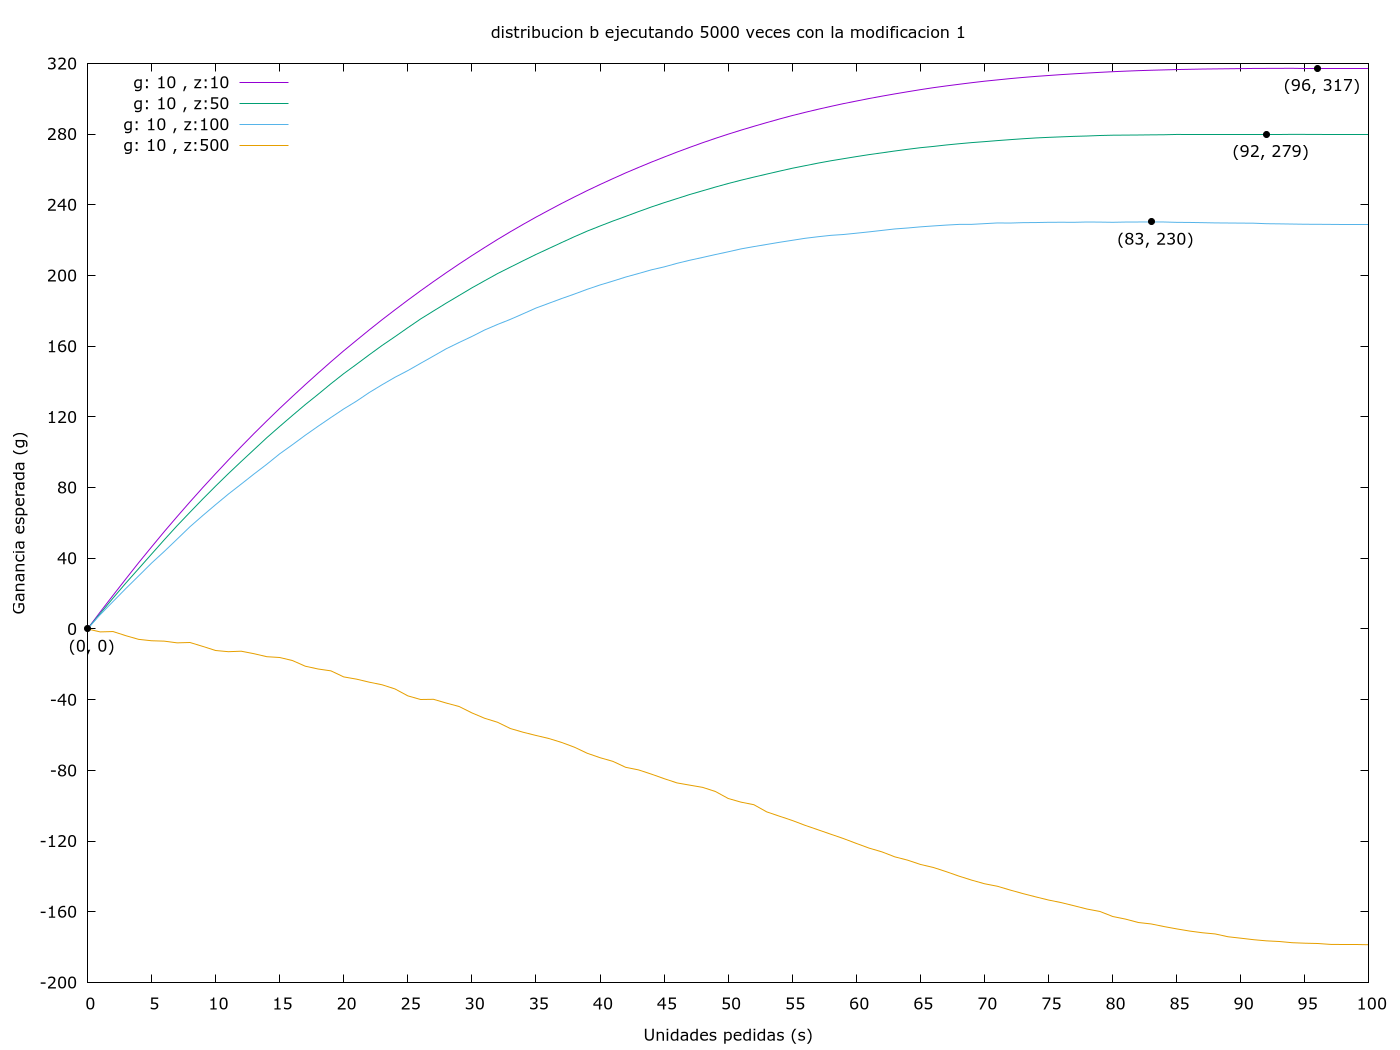 distribucion b ejecutando 5000 veces con la modificacion 1
g: 10 , z:10
g: 10 , z:50
g: 10 , z:100
g: 10 , z:500
320
280
240
200
160
120
80
40
0
-40
-80
-120
-160
-200
(96, 317)
(92, 279)
(83, 230)
(0, 0)
Ganancia esperada (g)
0 5 10 15 20 25 30 35 40 45 50 55 60 65 70 75 80 85 90 95 100
Unidades pedidas (s)